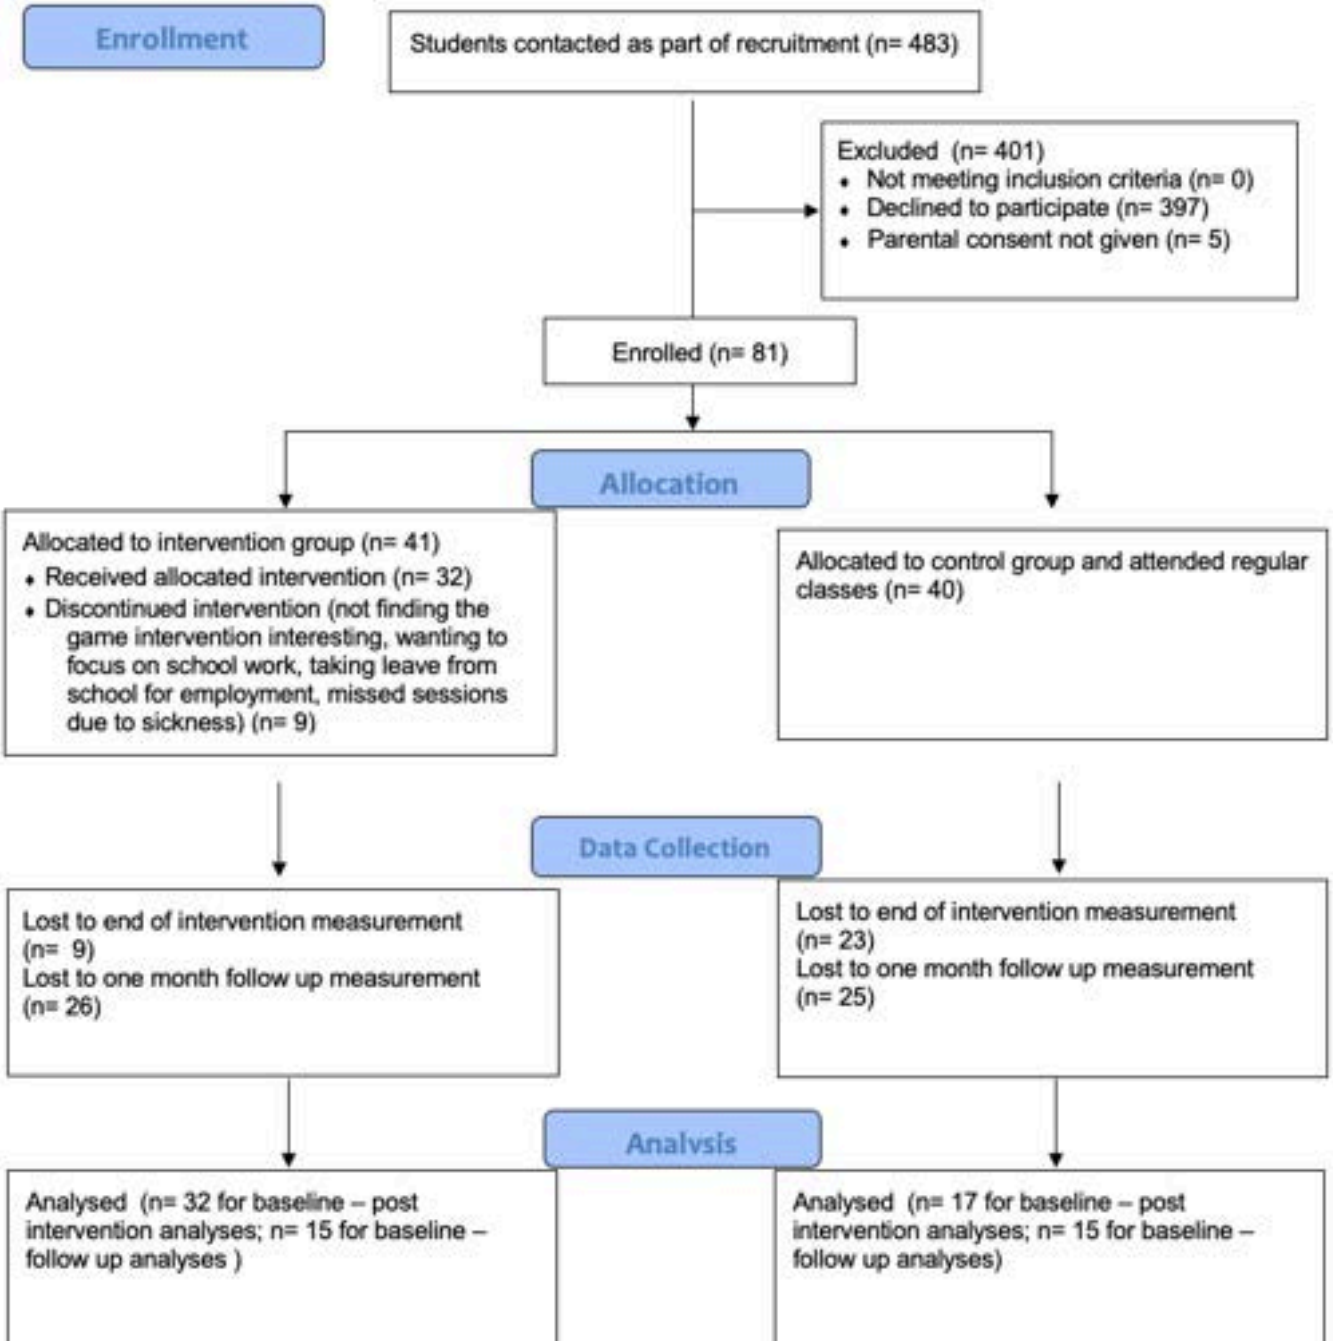 Enrollment
Students contacted as part of recruitment (n= 483)
Excluded (n= 401)
• Not meeting inclusion criteria (n= 0)
• Declined to participate (n= 397)
• Parental consent not given (n= 5)
Enrolled (n= 81)
Allocation
Allocated to intervention group (n= 41)
• Received allocated intervention (n= 32)
• Discontinued intervention (not finding the
game intervention interesting, wanting to
focus on school work, taking leave from
school for employment, missed sessions
due to sickness) (n= 9)
Allocated to control group and attended regular
classes (n= 40)
Data Collection
Lost to end of intervention measurement
(n= 9)
Lost to one month follow up measurement
(n= 26)
Lost to end of intervention measurement
(n= 23)
Lost to one month follow up measurement
(n= 25)
Analysis
Analysed (n= 32 for baseline – post
intervention analyses; n= 15 for baseline –
follow up analyses )
Analysed (n= 17 for baseline – post
intervention analyses; n= 15 for baseline –
follow up analyses)